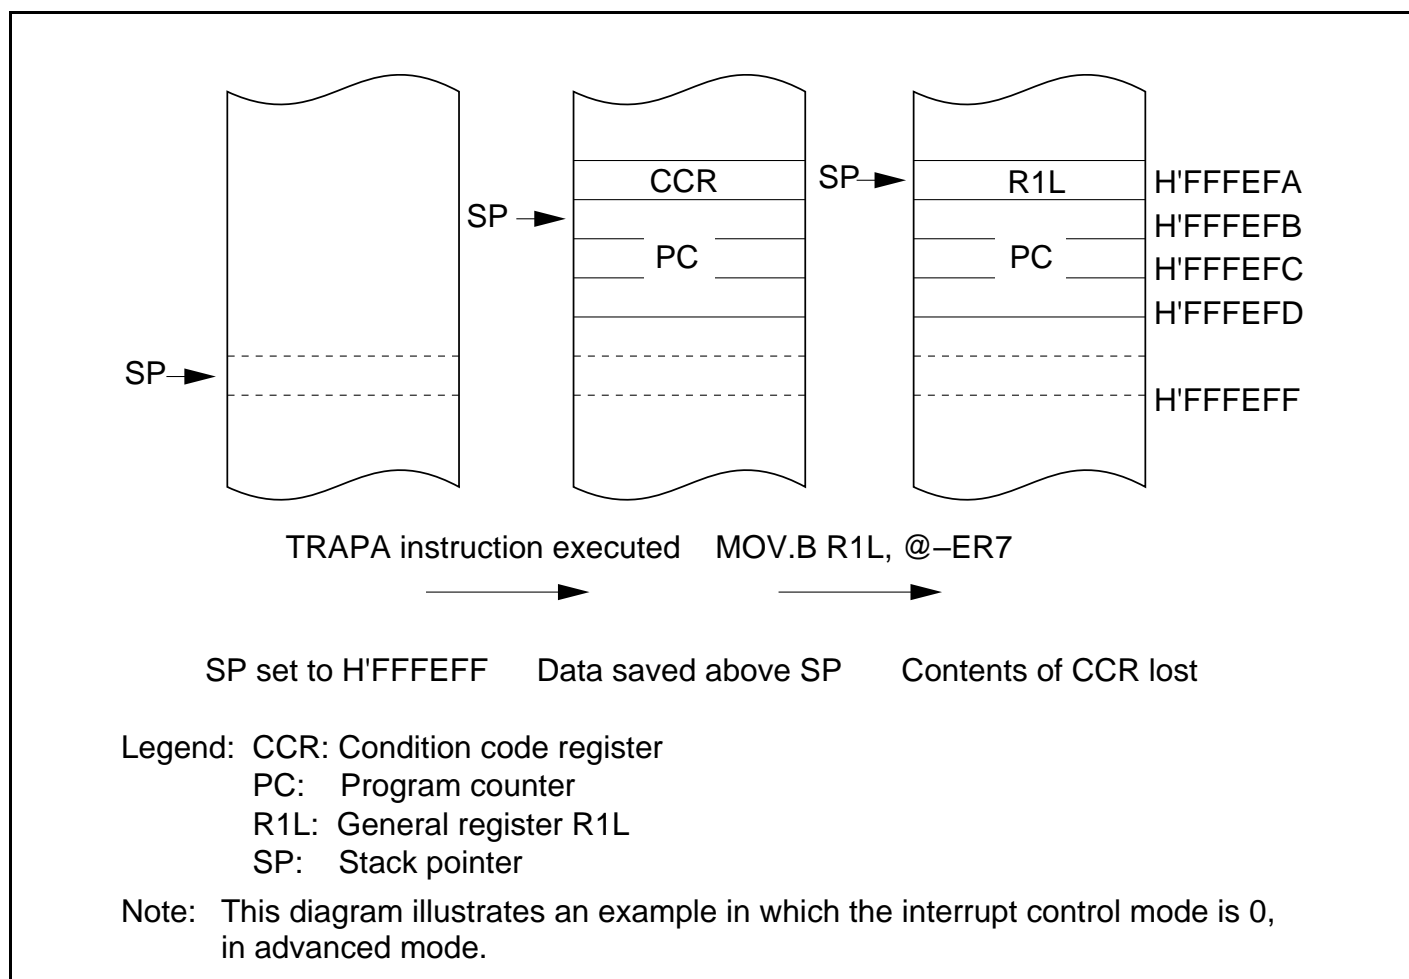 CCR
SP
R1L
H'FFFEFA
SP
H'FFFEFB
PC
PC
H'FFFEFC
H'FFFEFD
SP
H'FFFEFF
TRAPA instruction executed
MOV.B R1L, @–ER7
SP set to H'FFFEFF
Data saved above SP
Contents of CCR lost
Legend: CCR: Condition code register
PC: Program counter
R1L: General register R1L
SP: Stack pointer
Note: This diagram illustrates an example in which the interrupt control mode is 0,
in advanced mode.